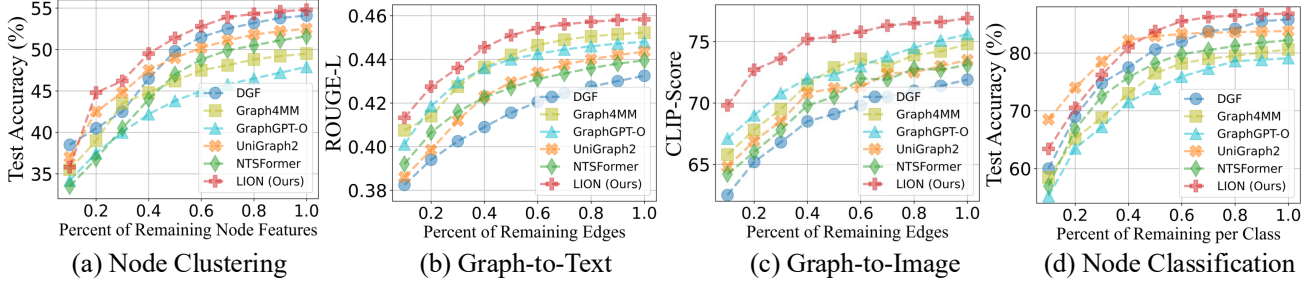 Test Accuracy (%)
55
50
45
40
35
0.2 0.4 0.6 0.8 1.0
Percent of Remaining Node Features
DGF
Graph4MM
GraphGPT-O
UniGraph2
NTSFormer
LION (Ours)
(a) Node Clustering
ROUGE-L
0.46
0.44
0.42
0.40
0.38
0.2 0.4 0.6 0.8 1.0
Percent of Remaining Edges
DGF
Graph4MM
GraphGPT-O
UniGraph2
NTSFormer
LION (Ours)
(b) Graph-to-Text
CLIP-Score
75
70
65
0.2 0.4 0.6 0.8 1.0
Percent of Remaining Edges
DGF
Graph4MM
GraphGPT-O
UniGraph2
NTSFormer
LION (Ours)
(c) Graph-to-Image
Test Accuracy (%)
80
70
60
0.2 0.4 0.6 0.8 1.0
Percent of Remaining per Class
DGF
Graph4MM
GraphGPT-O
UniGraph2
NTSFormer
LION (Ours)
(d) Node Classification